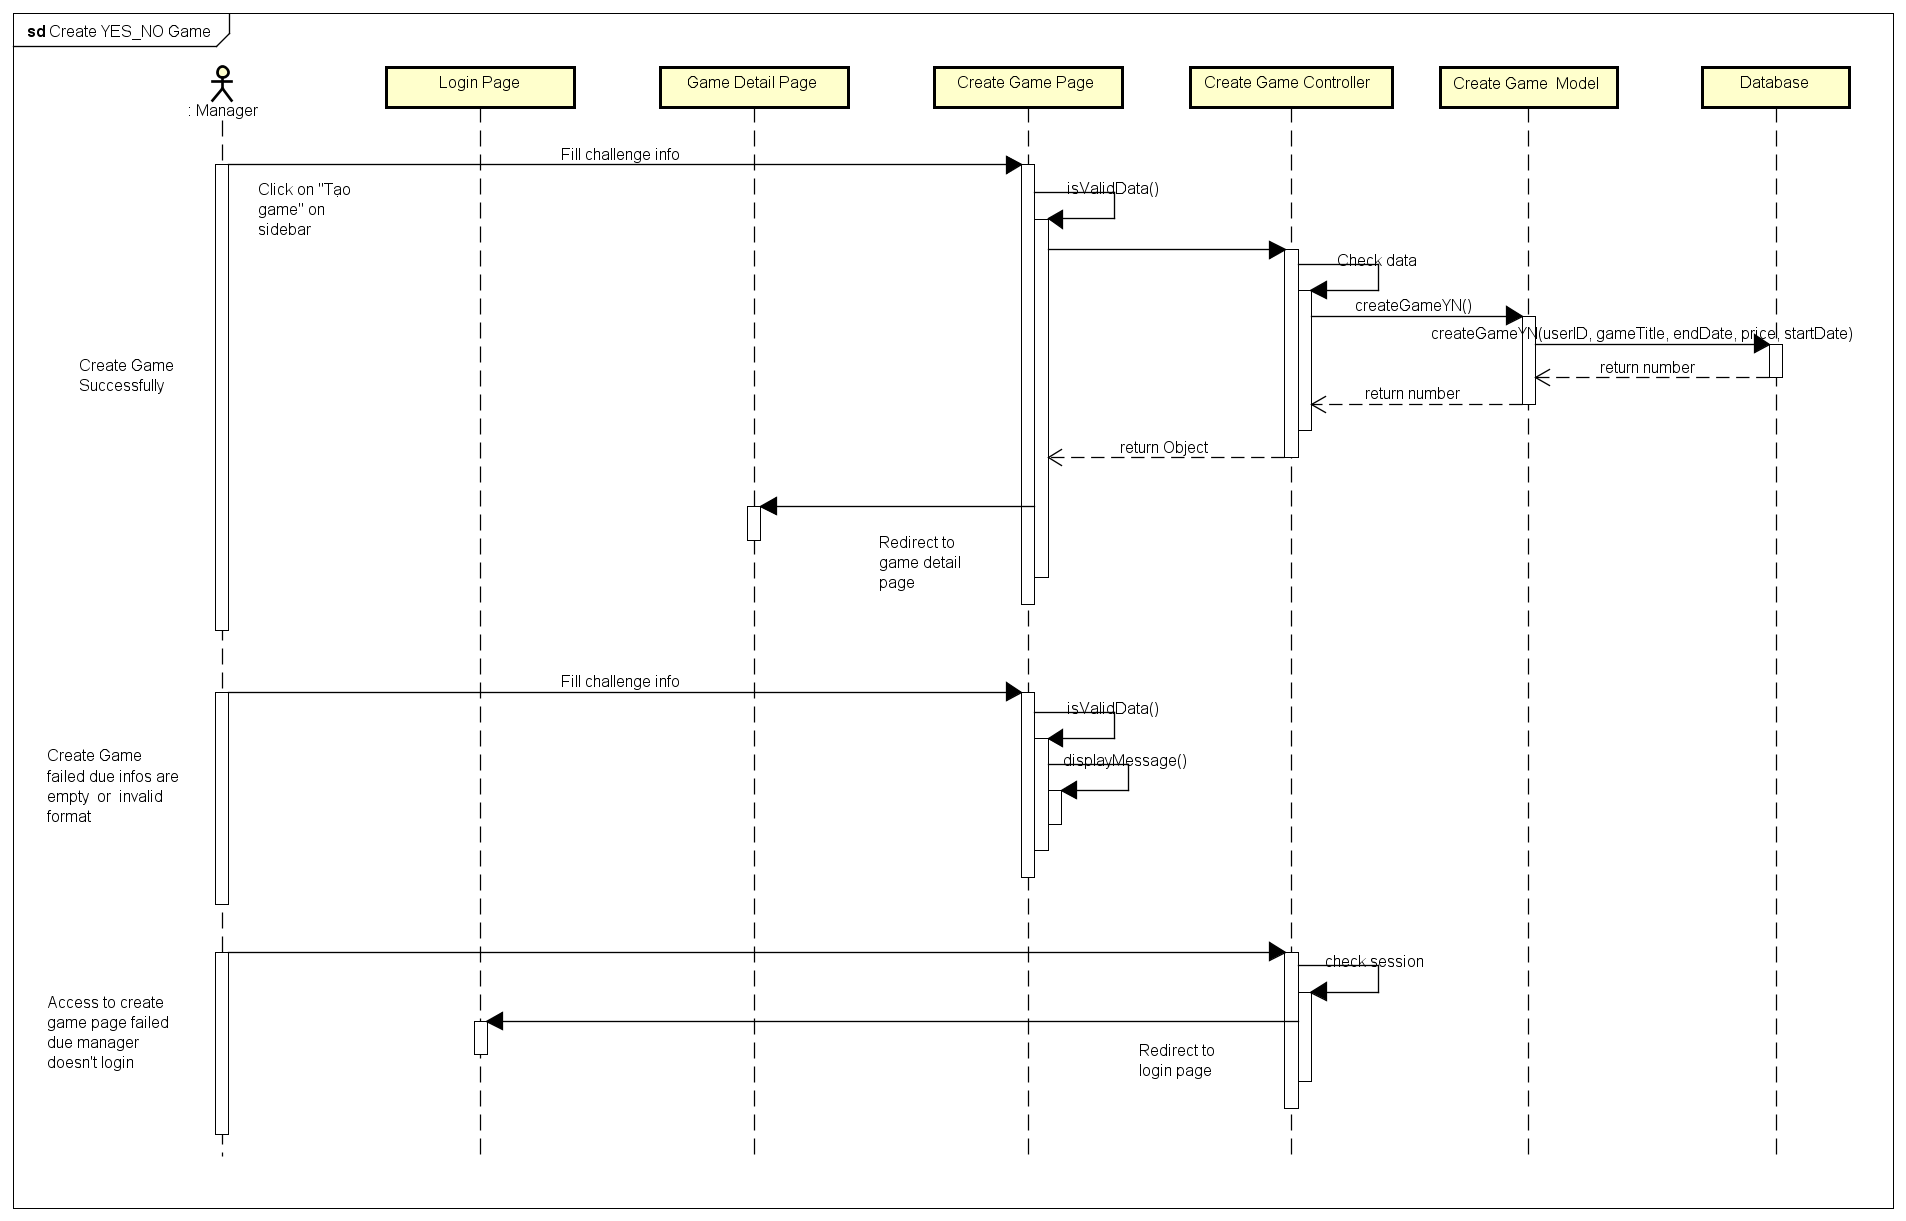 sd Create YES_NO Game
: Manager
Login Page
Game Detail Page
Create Game Page
Create Game Controller
Create Game  Model
Database
Fill challenge info
Click on "Tạo
game" on
sidebar
isValidData()
Check data
createGameYN()
createGameYN(userID, gameTitle, endDate, price, startDate)
return number
return number
Create Game
Successfully
return Object
Redirect to
game detail
page
Fill challenge info
isValidData()
displayMessage()
Create Game
failed due infos are
empty  or  invalid
format
check session
Access to create
game page failed
due manager
doesn't login
Redirect to
login page